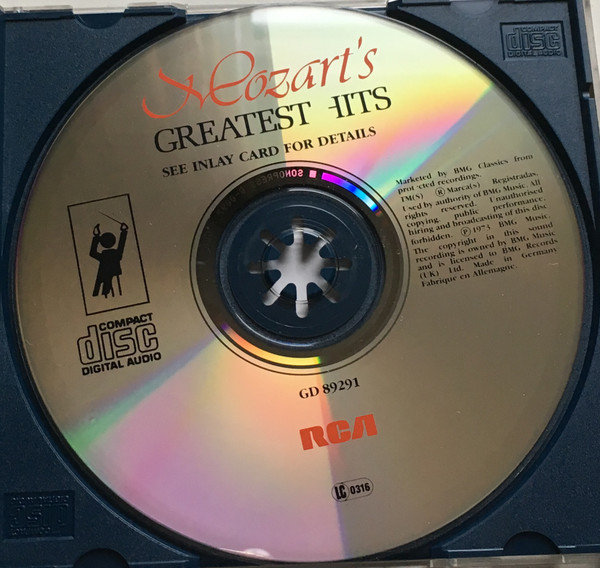 Mozart's
GREATEST HITS
SEE INLAY CARD FOR DETAILS
Marketed by BMG Classics from
protected recordings.
TM(S) ® Marca(s) Registradas.
Used by authority of BMG Music. All
rights reserved. Unauthorized
copying, public performance,
hiring and broadcasting of this disc
forbidden. Ⓟ BMG Music.
The copyright in this sound
recording is owned by BMG Music
and is licensed to BMG Records
(UK) Ltd. Made in Germany
Fabriqué en Allemagne.
COMPACT
disc
DIGITAL AUDIO
GD 89291
RCA
LC 0316
COMPACT
disc
DIGITAL AUDIO